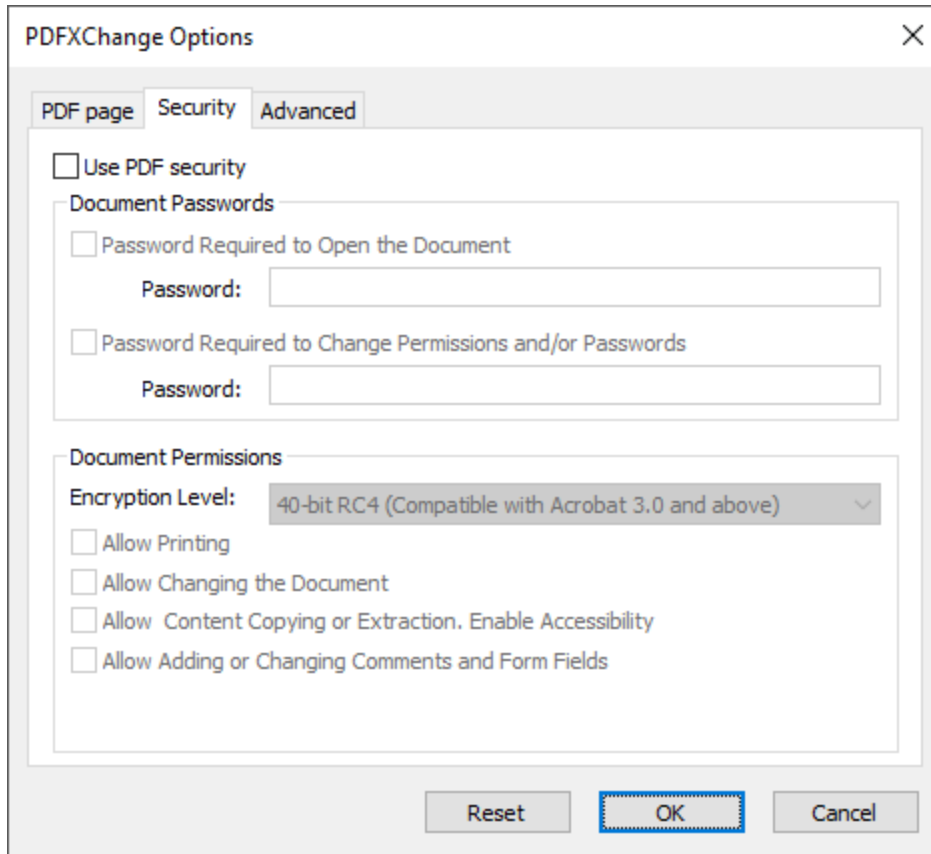 PDFXChange Options
PDF page Security Advanced
Use PDF security
Document Passwords
Password Required to Open the Document
Password:
Password Required to Change Permissions and/or Passwords
Password:
Document Permissions
Encryption Level: 40-bit RC4 (Compatible with Acrobat 3.0 and above)
Allow Printing
Allow Changing the Document
Allow  Content Copying or Extraction. Enable Accessibility
Allow Adding or Changing Comments and Form Fields
Reset OK Cancel